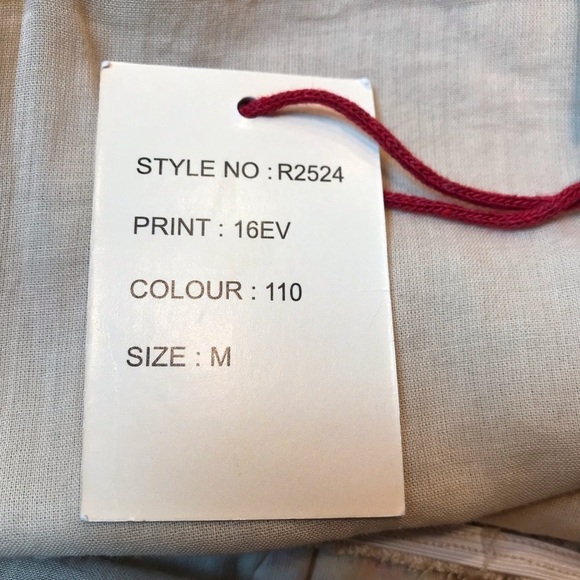 STYLE NO : R2524
PRINT : 16EV
COLOUR : 110
SIZE : M